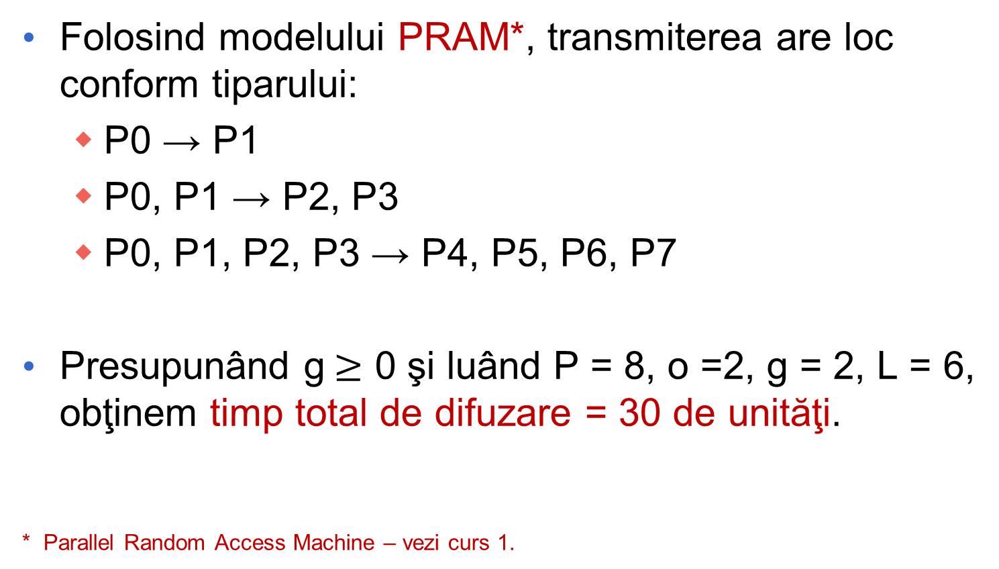 • Folosind modelului PRAM*, transmiterea are loc
conform tiparului:
◆ P0 → P1
◆ P0, P1 → P2, P3
◆ P0, P1, P2, P3 → P4, P5, P6, P7
• Presupunând g ≥ 0 şi luând P = 8, o =2, g = 2, L = 6,
obţinem timp total de difuzare = 30 de unităţi.
* Parallel Random Access Machine – vezi curs 1.